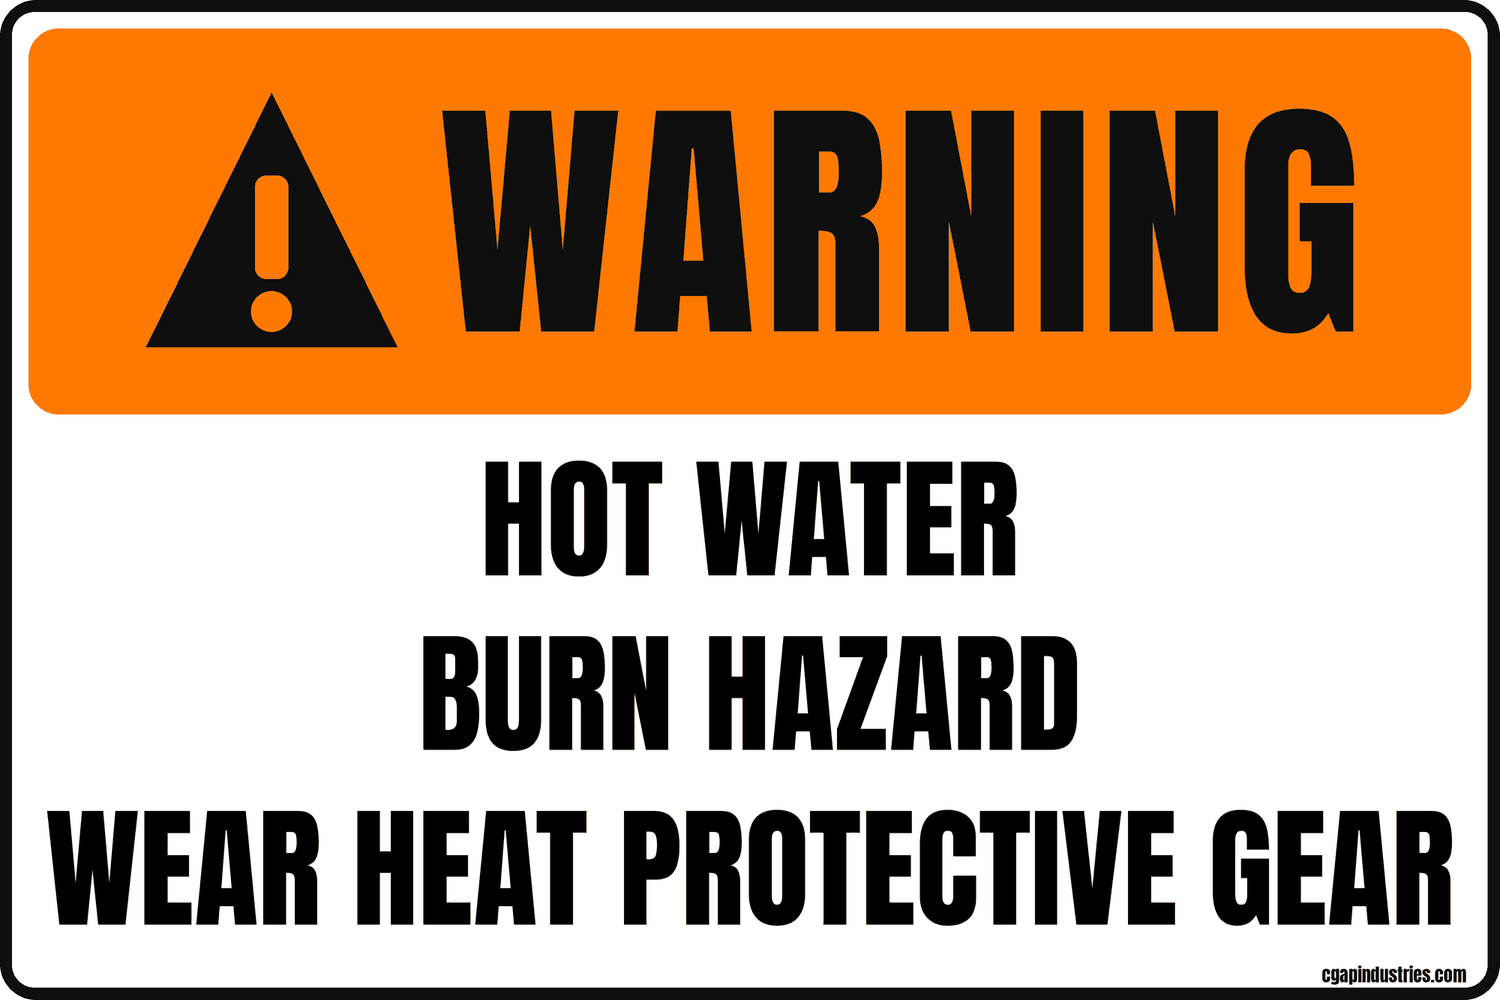 WARNING
HOT WATER
BURN HAZARD
WEAR HEAT PROTECTIVE GEAR
cgapindustries.com